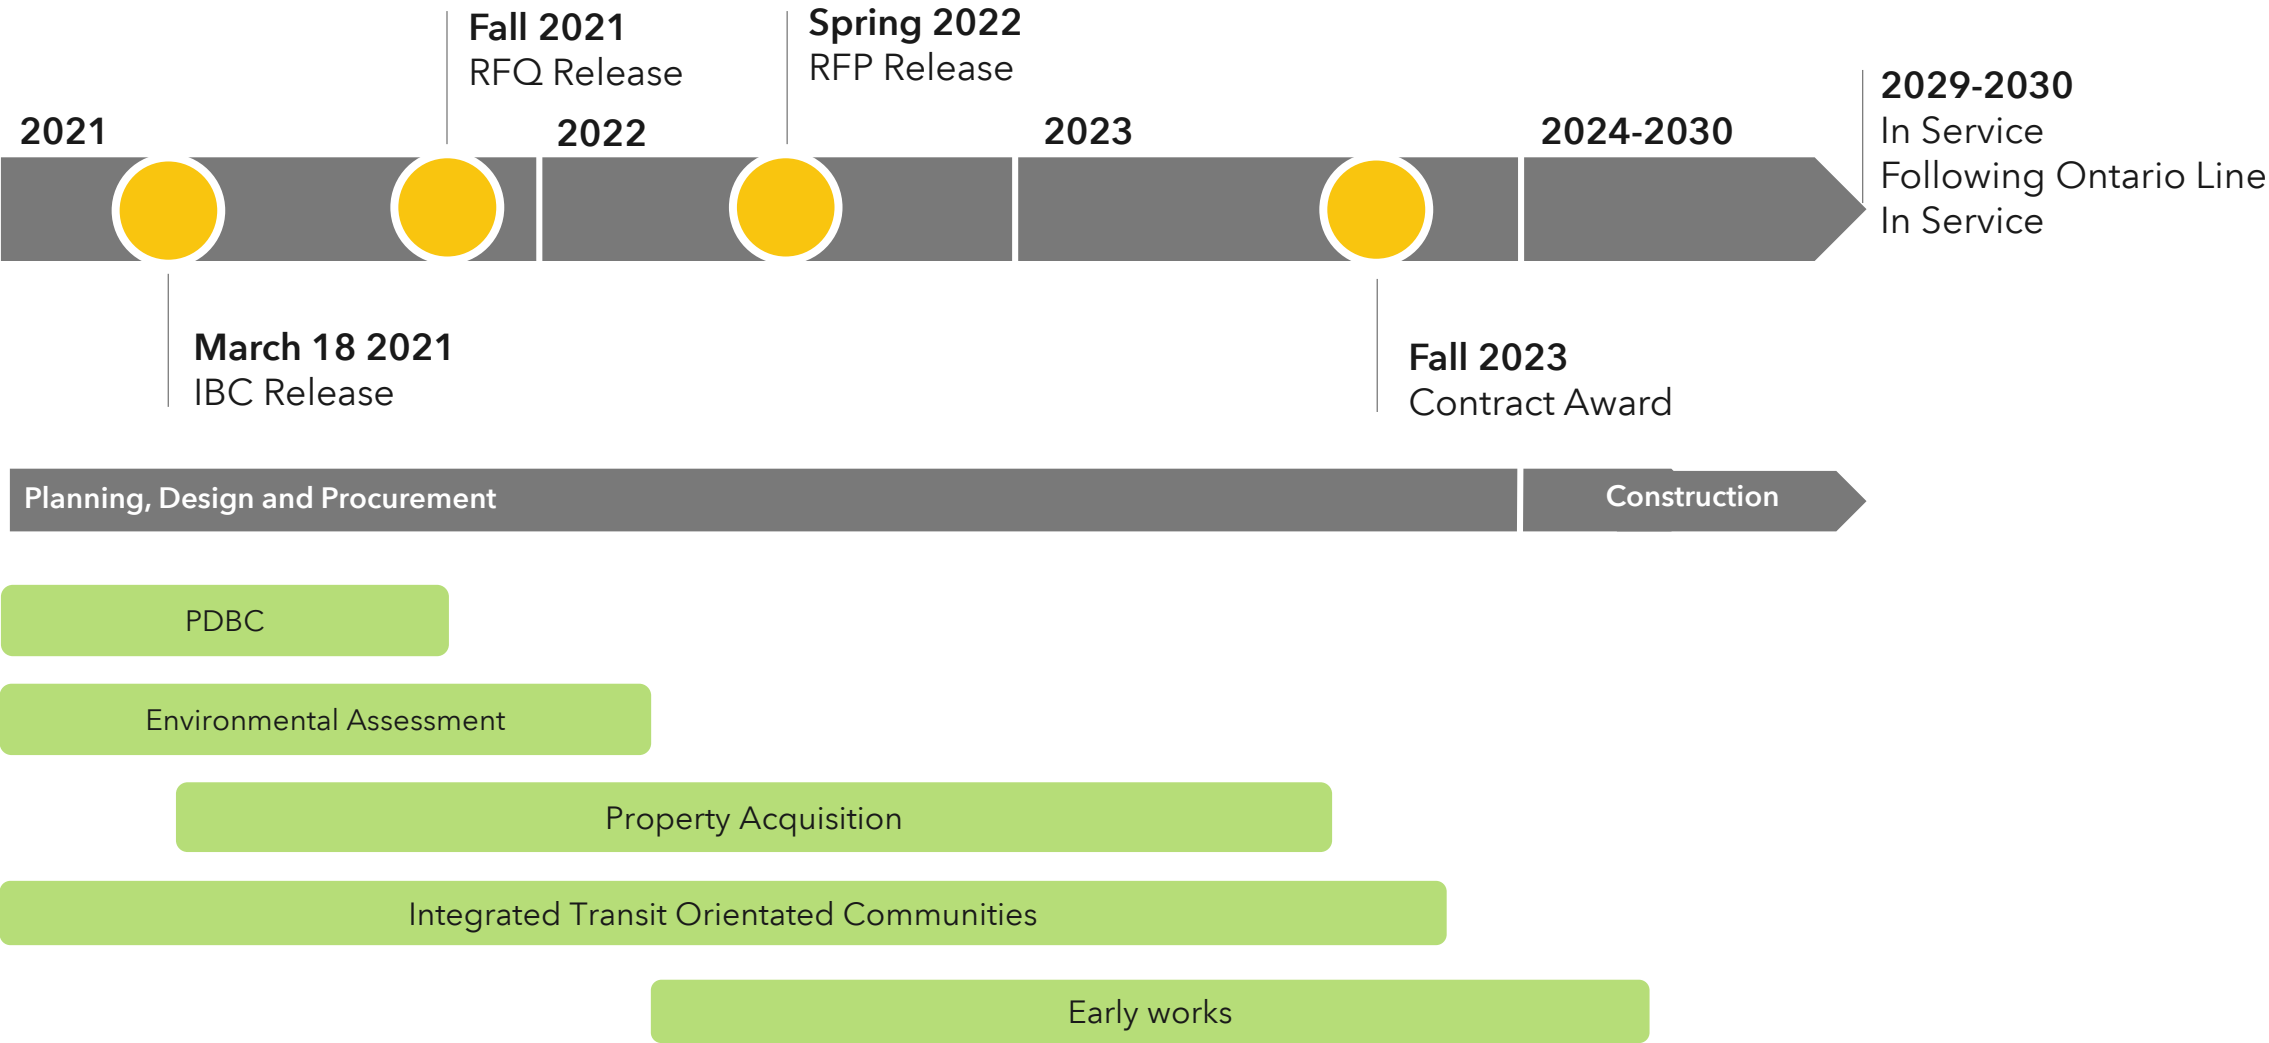 Fall 2021
RFQ Release
Spring 2022
RFP Release
2029-2030
In Service
Following Ontario Line
In Service
2021
2022
2023
2024-2030
March 18 2021
IBC Release
Fall 2023
Contract Award
Planning, Design and Procurement
Construction
PDBC
Environmental Assessment
Property Acquisition
Integrated Transit Orientated Communities
Early works